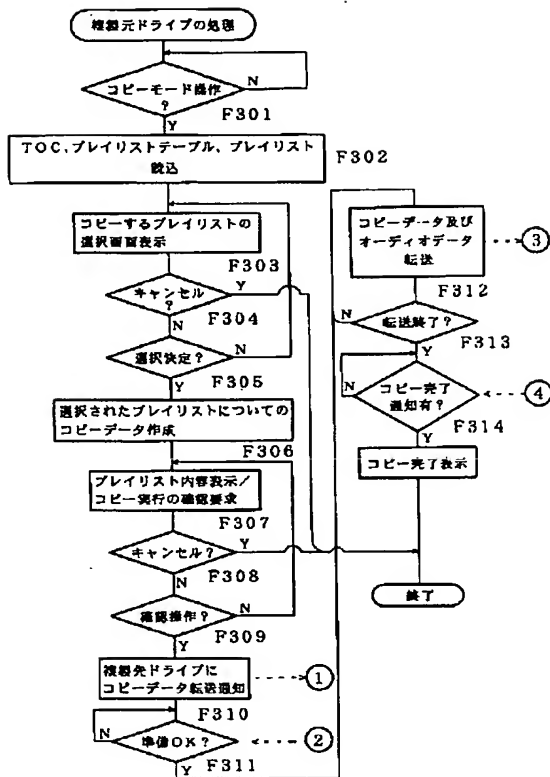 複製元ドライブの処理
コピーモード操作
?
N
Y
F301
TOC、プレイリストテーブル、プレイリスト
読込
F302
コピーするプレイリストの
選択画面表示
F303
キャンセル
?
Y
N
F304
選択決定?
N
Y
F305
選択されたプレイリストについての
コピーデータ作成
F306
プレイリスト内容表示/
コピー実行の確認要求
F307
キャンセル?
Y
N
F308
確認操作?
N
Y
F309
複製先ドライブに
コピーデータ転送通知
①
F310
準備OK?
N
②
Y
F311
コピーデータ及び
オーディオデータ
転送
③
F312
転送終了?
N
Y
F313
コピー完了
通知有?
N
④
Y
F314
コピー完了表示
終了